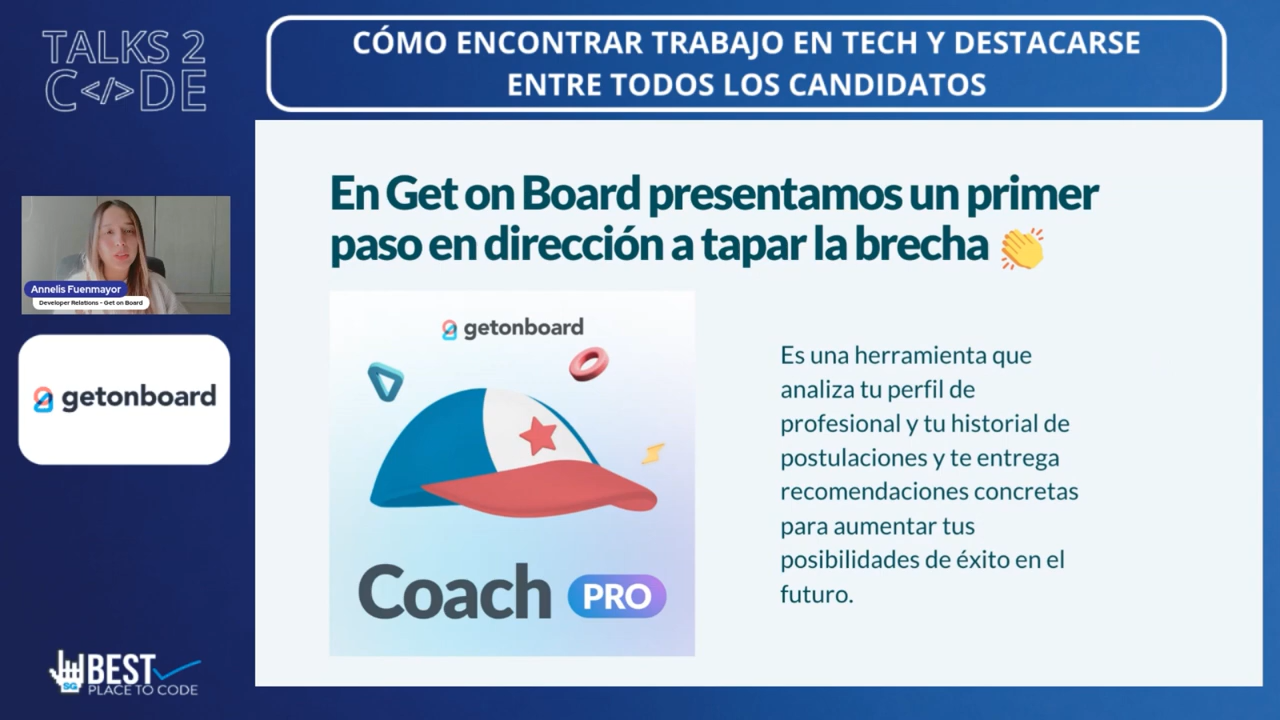 TALKS 2
C</>DE
CÓMO ENCONTRAR TRABAJO EN TECH Y DESTACARSE
ENTRE TODOS LOS CANDIDATOS
Annelis Fuenmayor
Developer Relations - Get on Board
getonboard
En Get on Board presentamos un primer
paso en dirección a tapar la brecha 👏
getonboard
Coach PRO
Es una herramienta que
analiza tu perfil de
profesional y tu historial de
postulaciones y te entrega
recomendaciones concretas
para aumentar tus
posibilidades de éxito en el
futuro.
SG
BEST
PLACE TO CODE